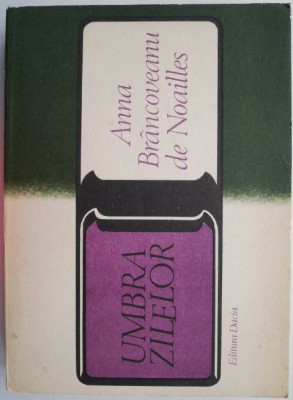 Anna
Brâncoveanu
de Noailles
UMBRA
ZILELOR
Editura Dacia